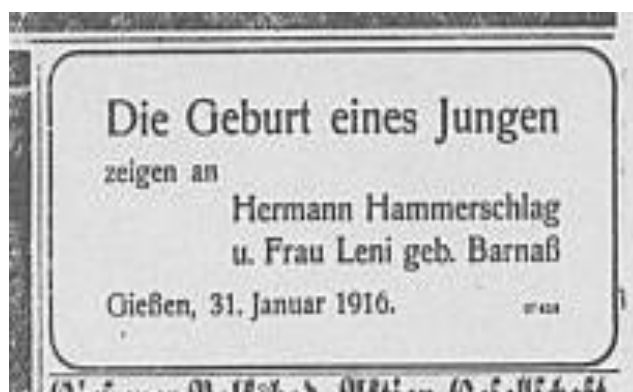 Die Geburt eines Jungen
zeigen an
Hermann Hammerschlag
u. Frau Leni geb. Barnaß
Gießen, 31. Januar 1916.